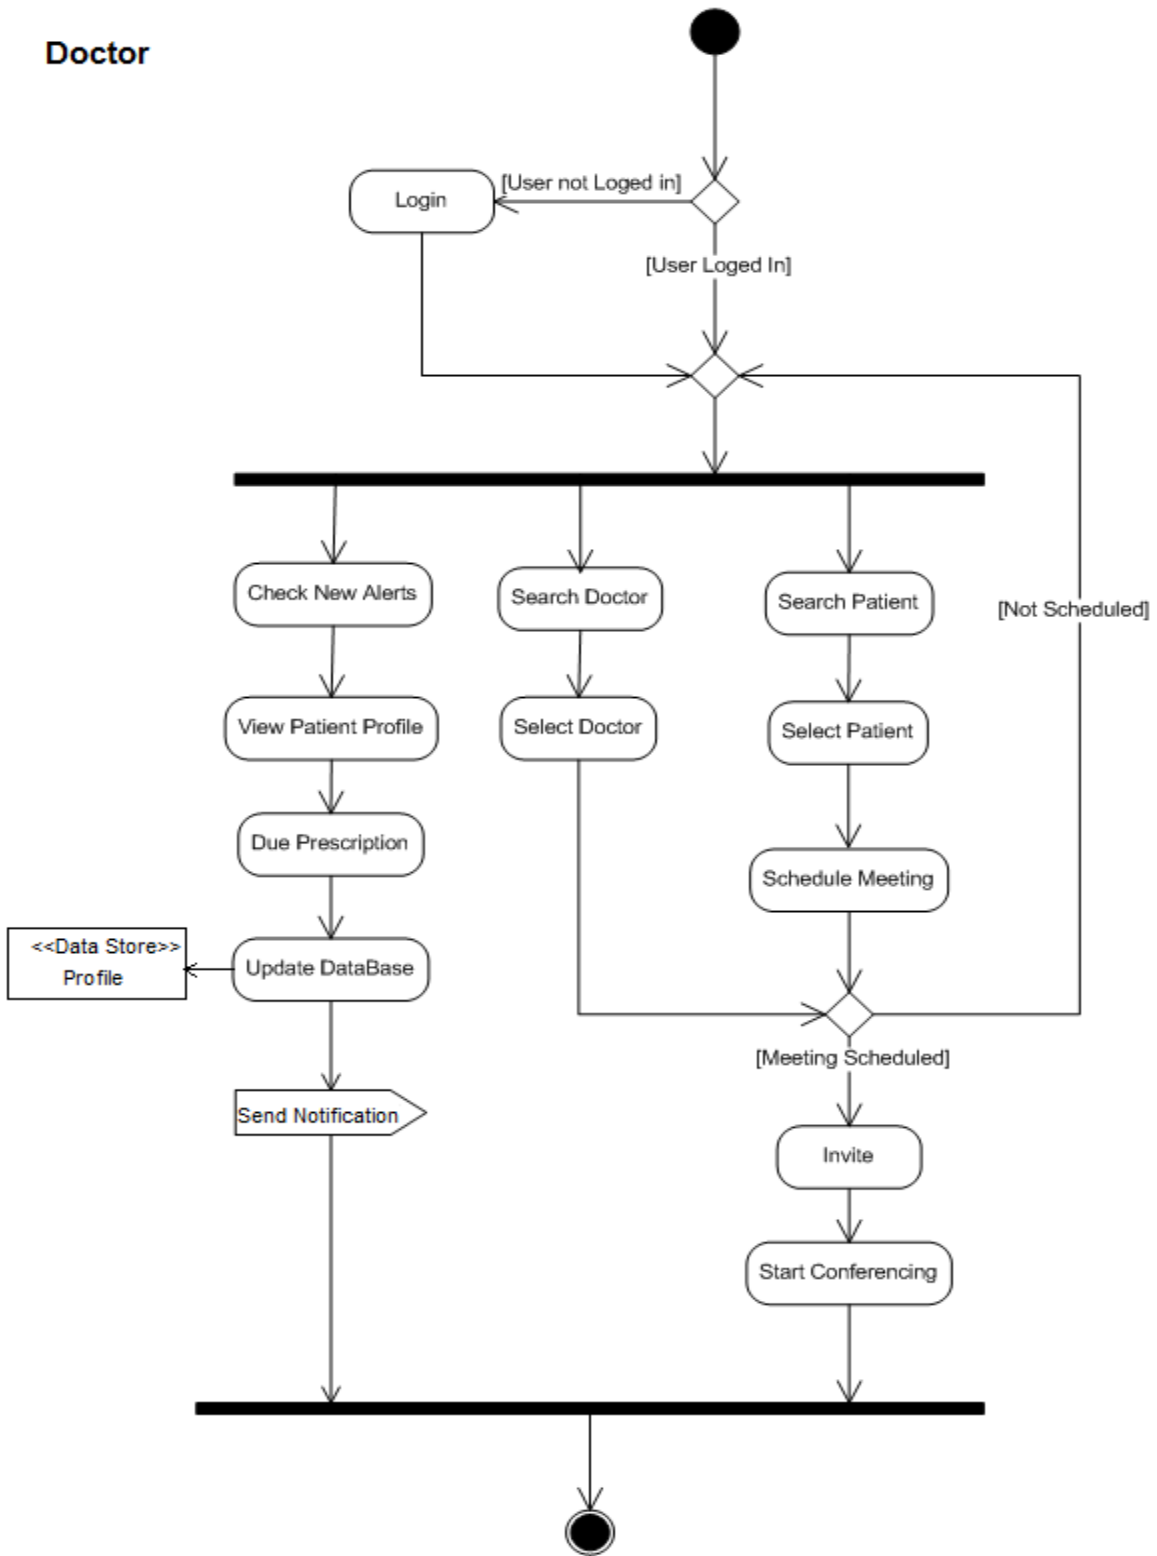 Doctor
[User not Loged in]
Login
[User Loged In]
Check New Alerts
Search Doctor
Search Patient
[Not Scheduled]
View Patient Profile
Select Doctor
Select Patient
Due Prescription
Schedule Meeting
<<Data Store>>
Profile
Update DataBase
[Meeting Scheduled]
Send Notification
Invite
Start Conferencing